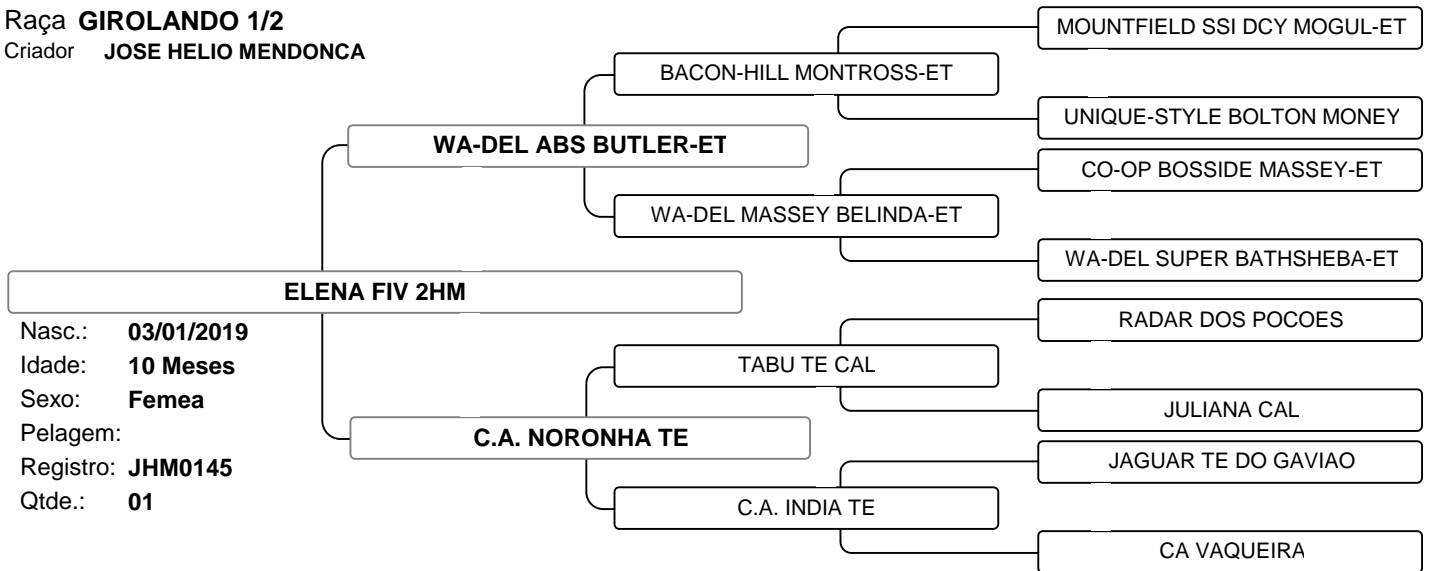 Raça GIROLANDO 1/2
Criador JOSE HELIO MENDONCA
MOUNTFIELD SSI DCY MOGUL-ET
BACON-HILL MONTROSS-ET
UNIQUE-STYLE BOLTON MONEY
WA-DEL ABS BUTLER-ET
CO-OP BOSSIDE MASSEY-ET
WA-DEL MASSEY BELINDA-ET
WA-DEL SUPER BATHSHEBA-ET
ELENA FIV 2HM
Nasc.: 03/01/2019
Idade: 10 Meses
Sexo: Femea
Pelagem:
Registro: JHM0145
Qtde.: 01
RADAR DOS POCOES
TABU TE CAL
JULIANA CAL
C.A. NORONHA TE
JAGUAR TE DO GAVIAO
C.A. INDIA TE
CA VAQUEIRA